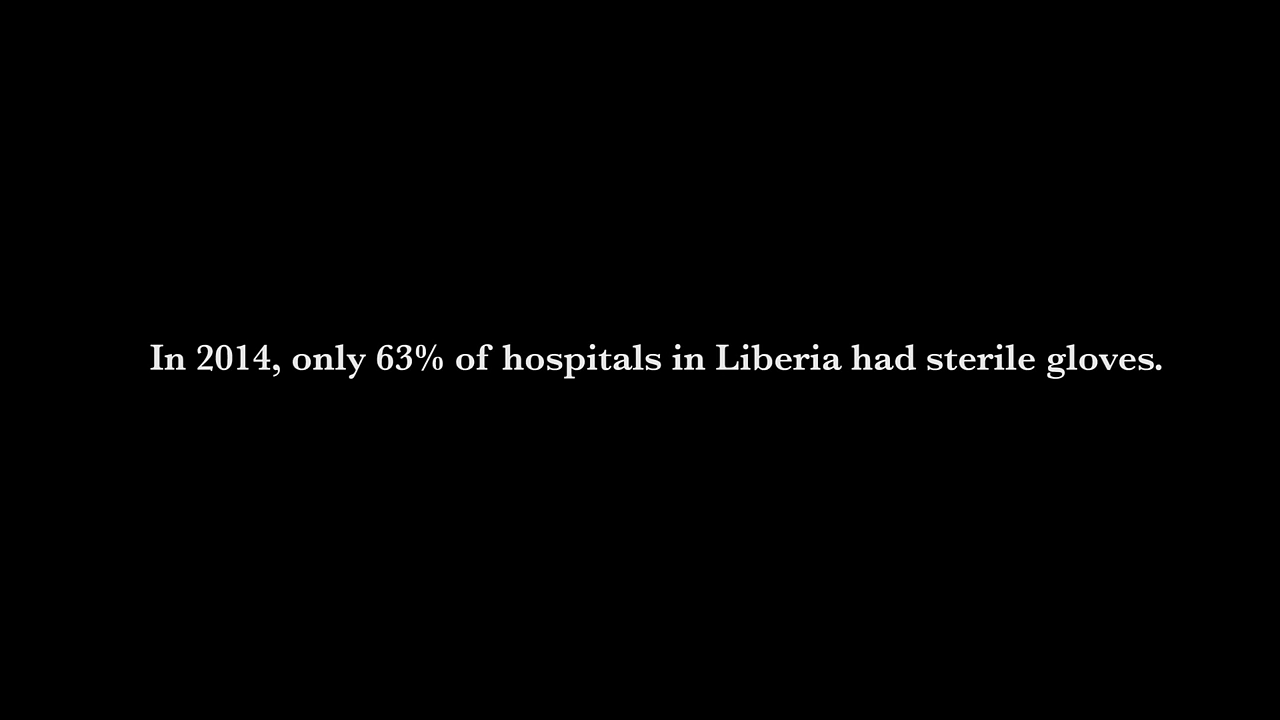 In 2014, only 63% of hospitals in Liberia had sterile gloves.